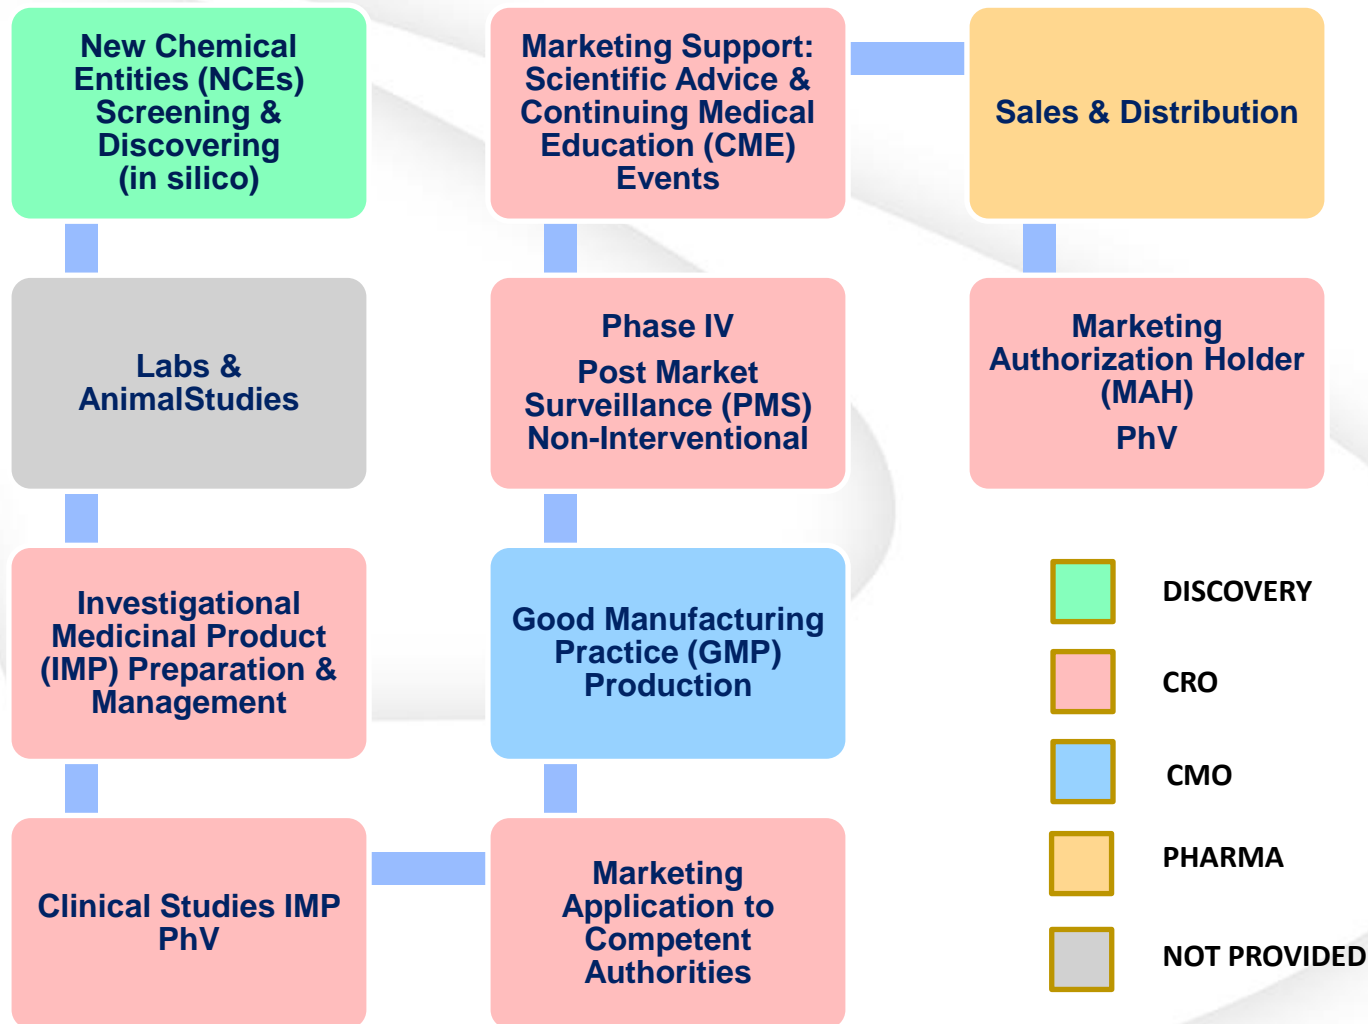 New Chemical
Entities (NCEs)
Screening &
Discovering
(in silico)
Labs &
AnimalStudies
Investigational
Medicinal Product
(IMP) Preparation &
Management
Clinical Studies IMP
PhV
Marketing Support:
Scientific Advice &
Continuing Medical
Education (CME)
Events
Phase IV
Post Market
Surveillance (PMS)
Non-Interventional
Good Manufacturing
Practice (GMP)
Production
Marketing
Application to
Competent
Authorities
Sales & Distribution
Marketing
Authorization Holder
(MAH)
PhV
DISCOVERY
CRO
CMO
PHARMA
NOT PROVIDED